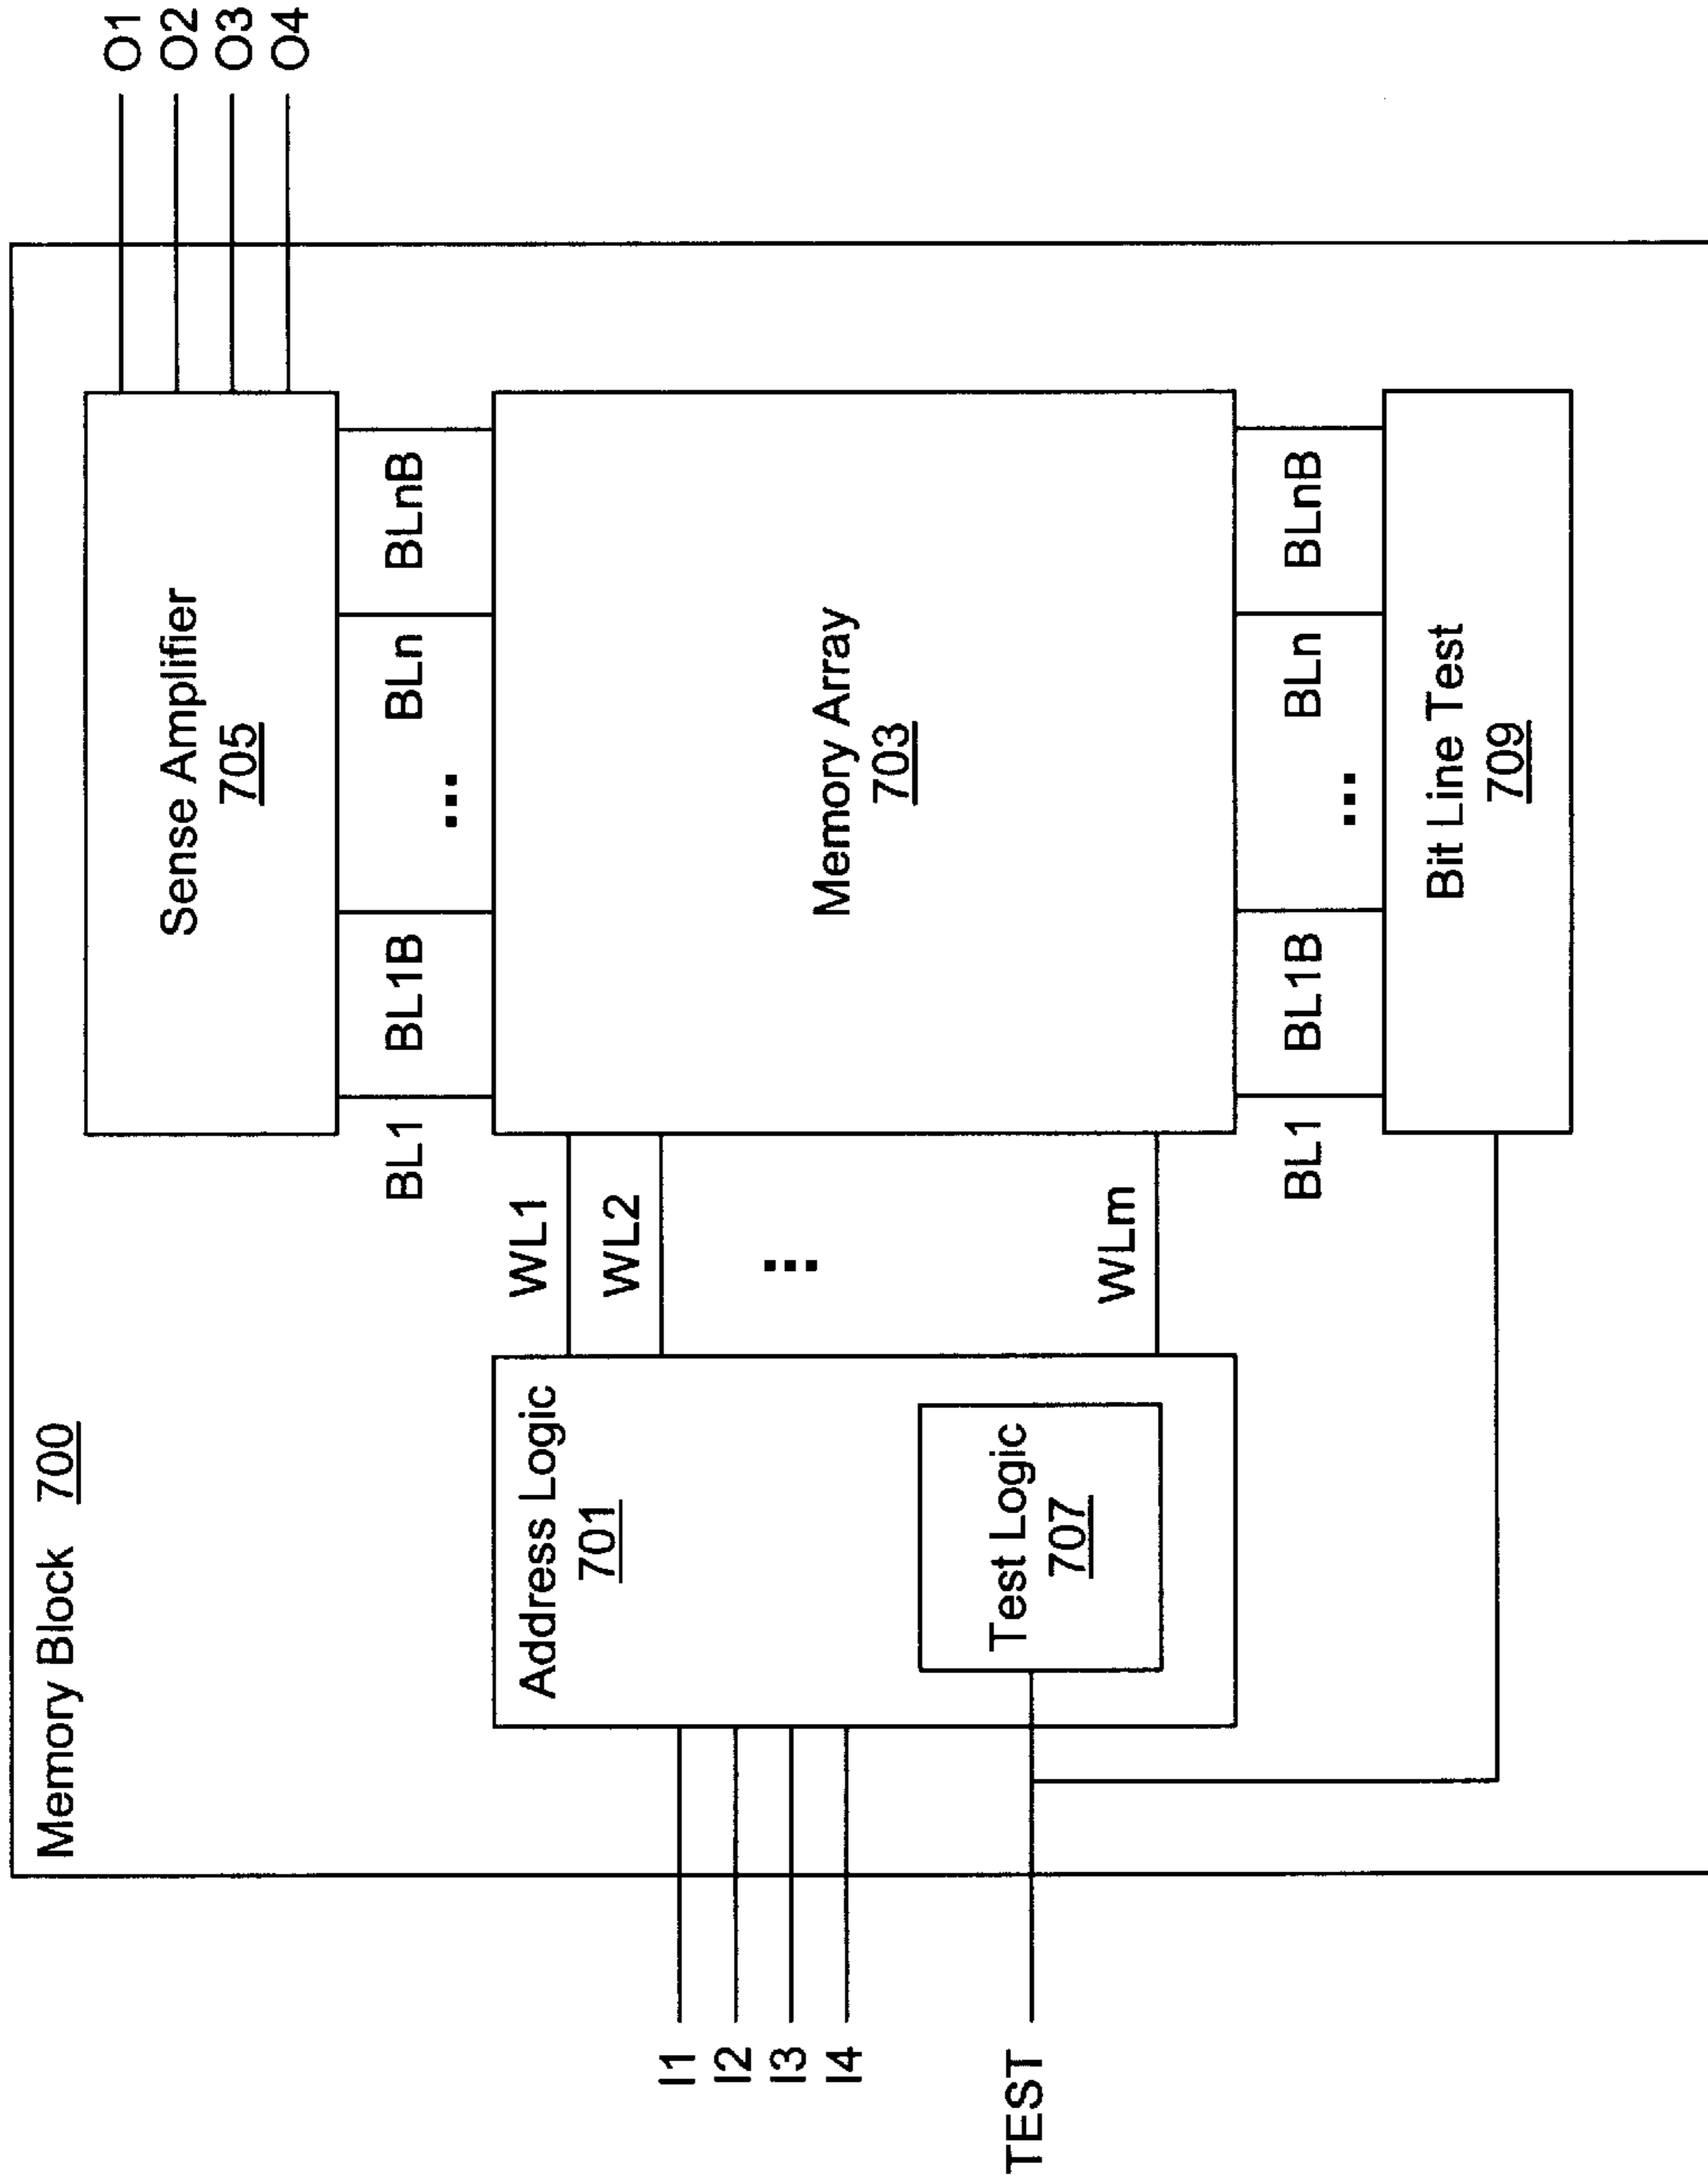 Memory Block 700
O1
O2
O3
O4
Sense Amplifier
705
BL1 BL1B ... BLn BLnB
Address Logic
701
WL1
WL2
...
WLm
Memory Array
703
I1
I2
I3
I4
Test Logic
707
TEST
BL1 BL1B ... BLn BLnB
Bit Line Test
709